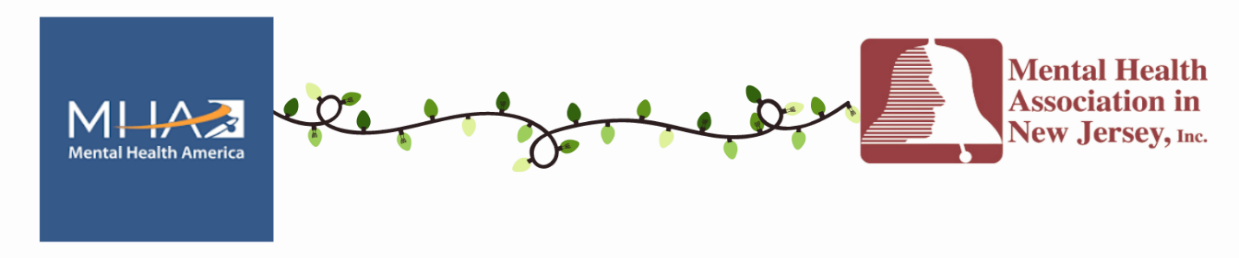 MHA
Mental Health America
Mental Health
Association in
New Jersey, Inc.